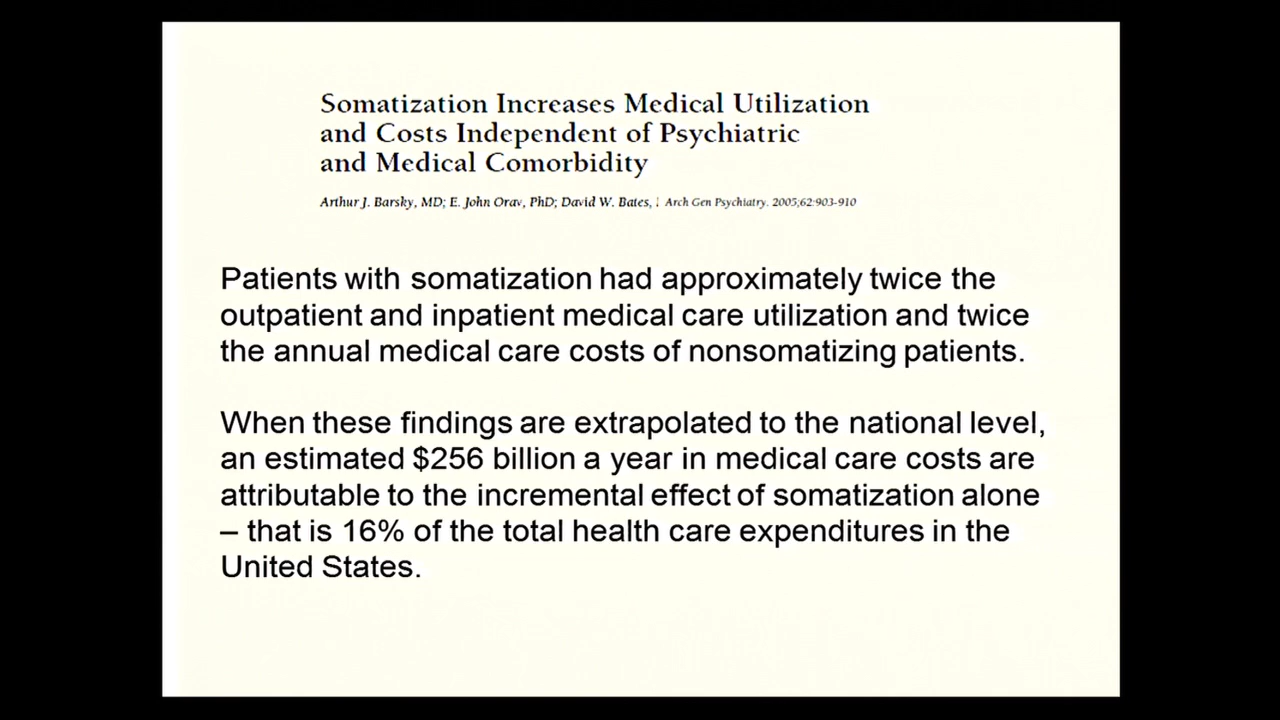 Somatization Increases Medical Utilization
and Costs Independent of Psychiatric
and Medical Comorbidity
Arthur J. Barsky, MD; E. John Orav, PhD; David W. Bates, Arch Gen Psychiatry. 2005;62:903-910
Patients with somatization had approximately twice the
outpatient and inpatient medical care utilization and twice
the annual medical care costs of nonsomatizing patients.
When these findings are extrapolated to the national level,
an estimated $256 billion a year in medical care costs are
attributable to the incremental effect of somatization alone
– that is 16% of the total health care expenditures in the
United States.